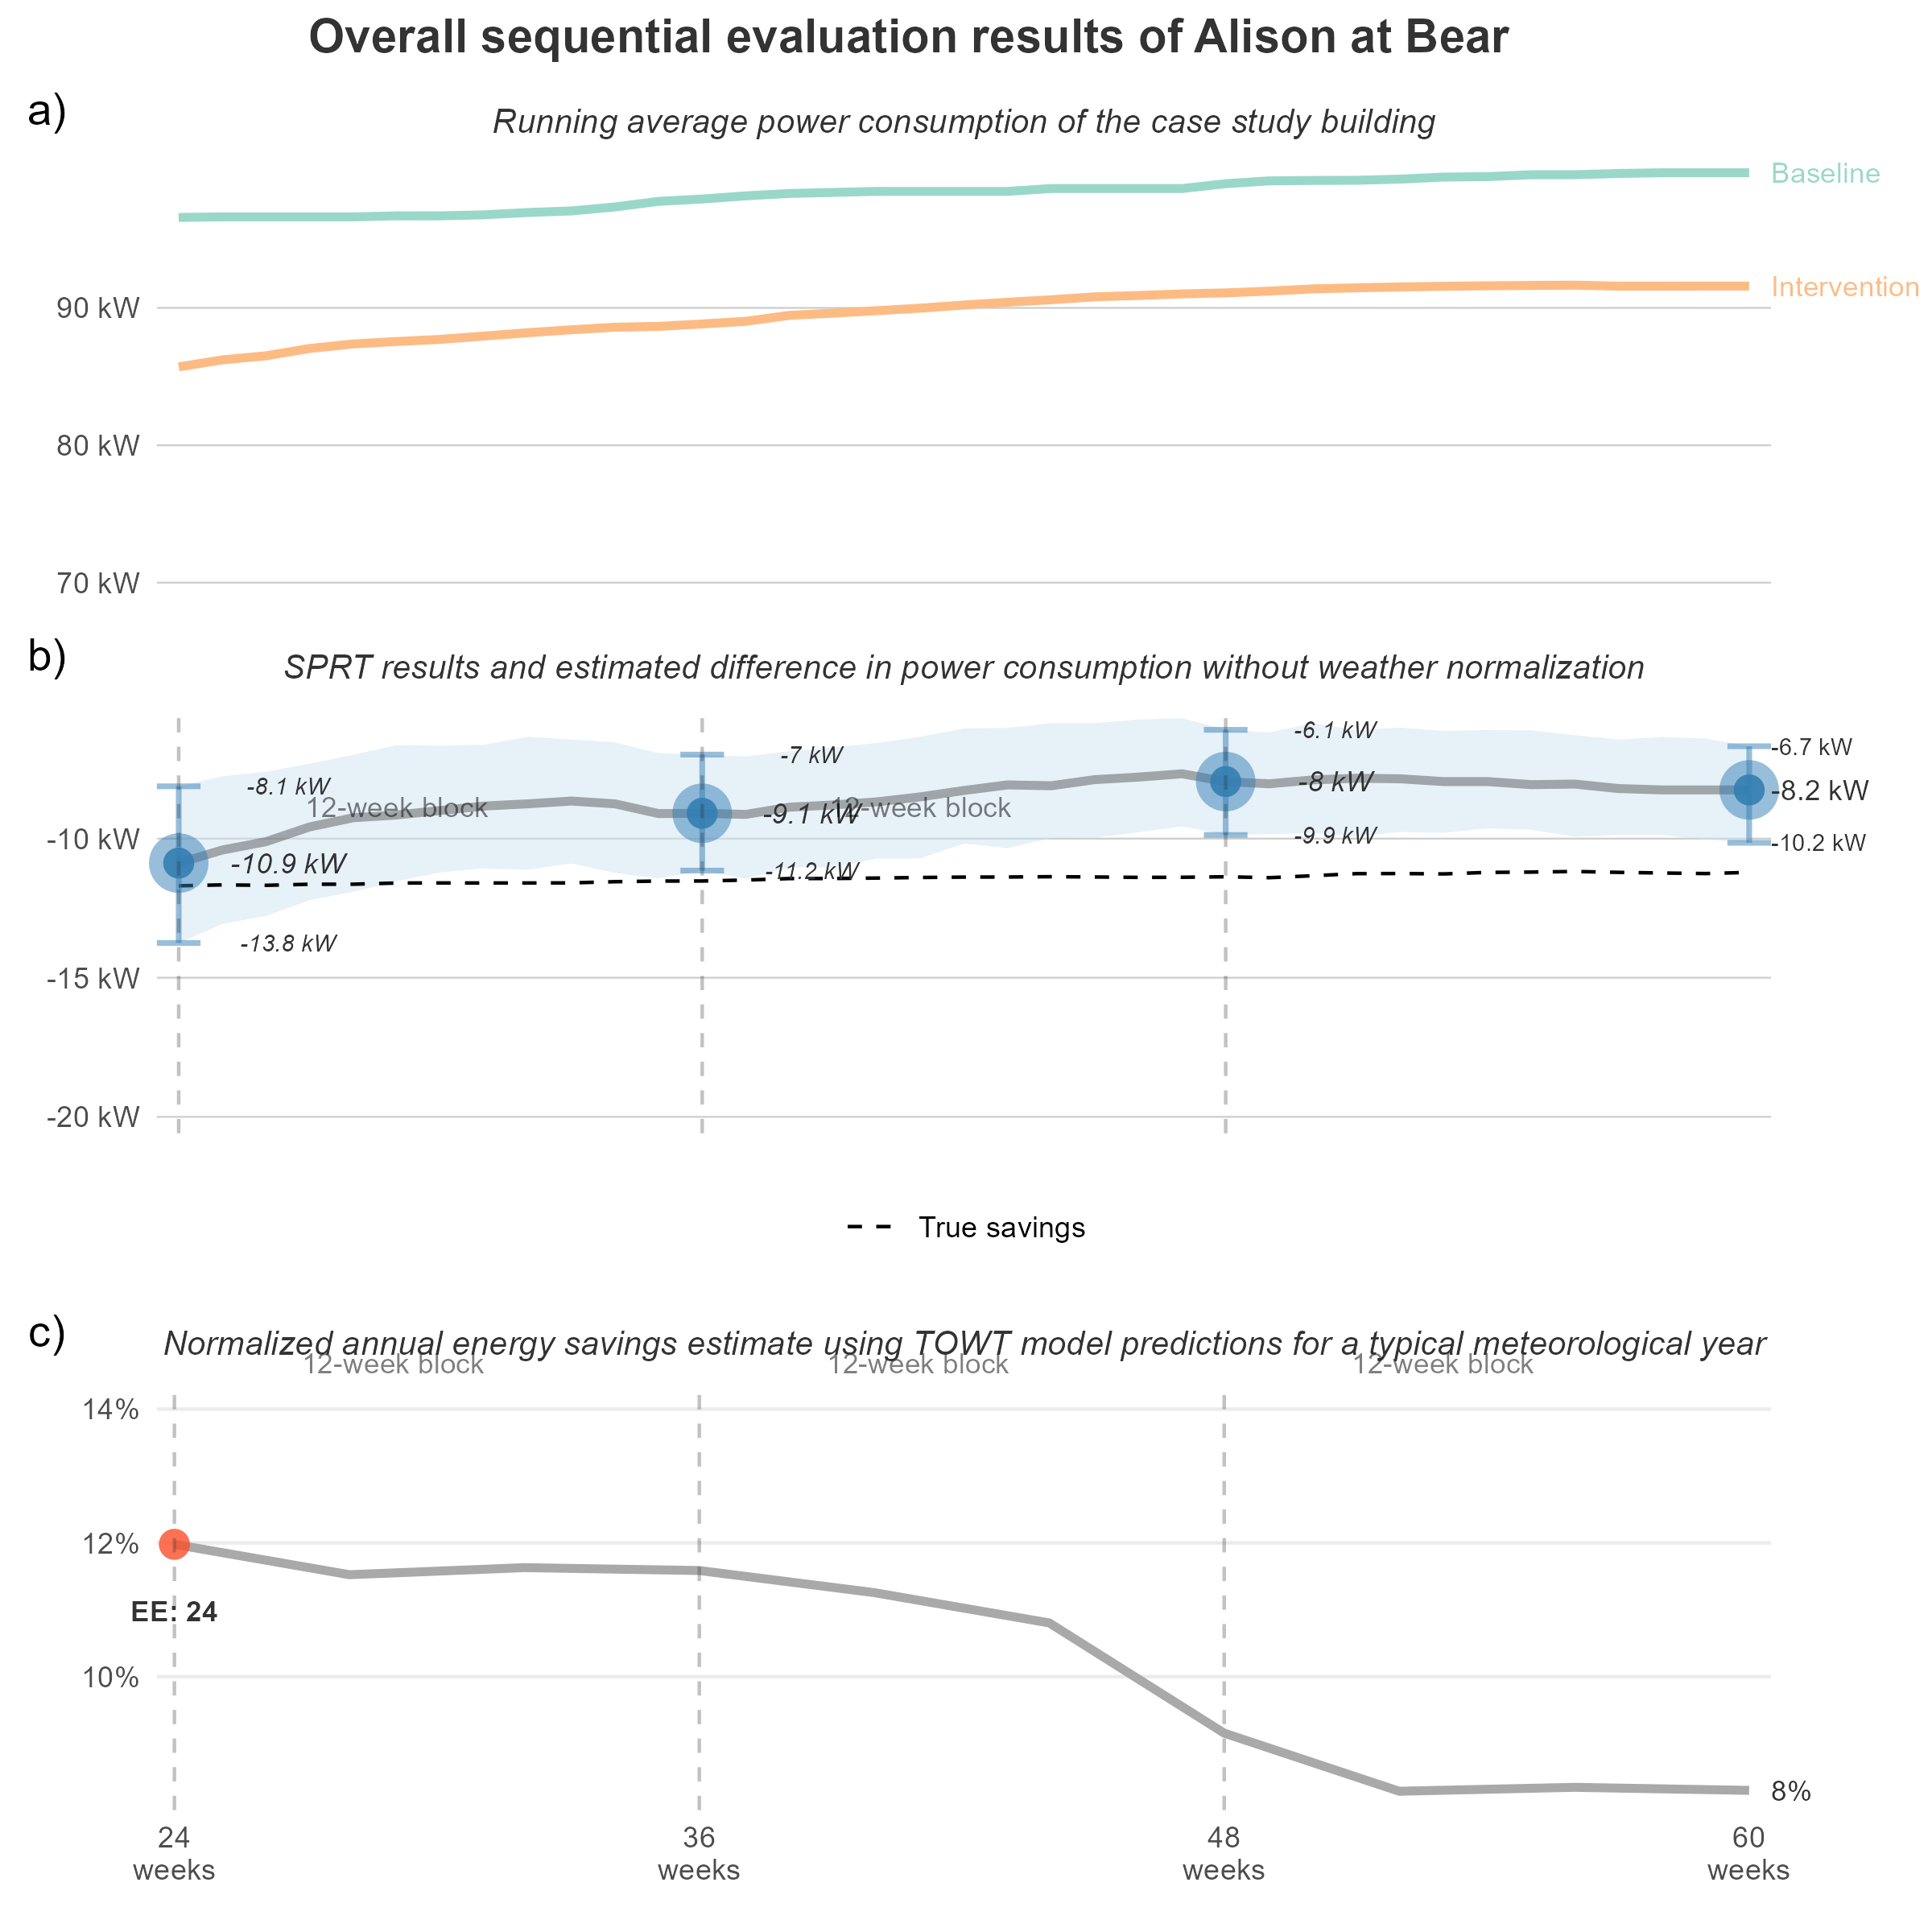 Overall sequential evaluation results of Alison at Bear
a)
Running average power consumption of the case study building
Baseline
Intervention
90 kW
80 kW
70 kW
b)
SPRT results and estimated difference in power consumption without weather normalization
-6.1 kW
-7 kW
-6.7 kW
-8.1 kW
-8 kW
-8.2 kW
12-week block
-9.1 kW
12-week block
-10 kW
-9.9 kW
-10.2 kW
-10.9 kW
-11.2 kW
-13.8 kW
-15 kW
-20 kW
True savings
c)
Normalized annual energy savings estimate using TOWT model predictions for a typical meteorological year
12-week block
12-week block
12-week block
14%
12%
EE: 24
10%
8%
24 weeks
36 weeks
48 weeks
60 weeks